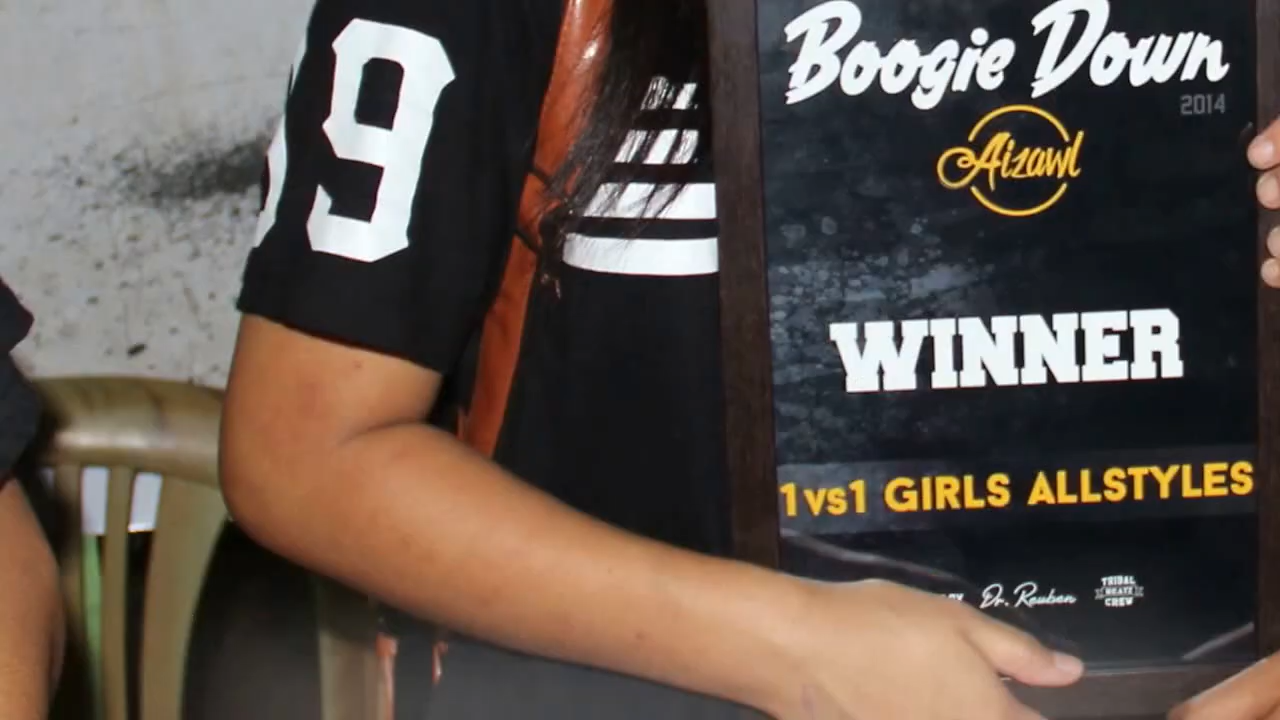 9
Boogie Down
2014
Aizawl
WINNER
1vs1 GIRLS ALLSTYLES
Dr. Reuben
TRIBAL
BEATZ
CREW